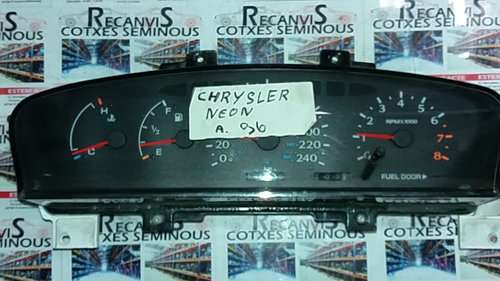 RECANVIS
COTXES SEMINOUS
RECANVIS
COTXES SEMINOUS
RECANVIS
COTXES SEMINOUS
CHRYSLER
NEON
A. 036
H
C
F
1/2
E
20
0
200
220
240
1 2 3 4 5 6 7 8
RPMX1000
FUEL DOOR
RECANVIS
COTXES SEMINOUS
RECANVIS
COTXES SEMINOUS
RECANVIS
COTXES SEMINOUS